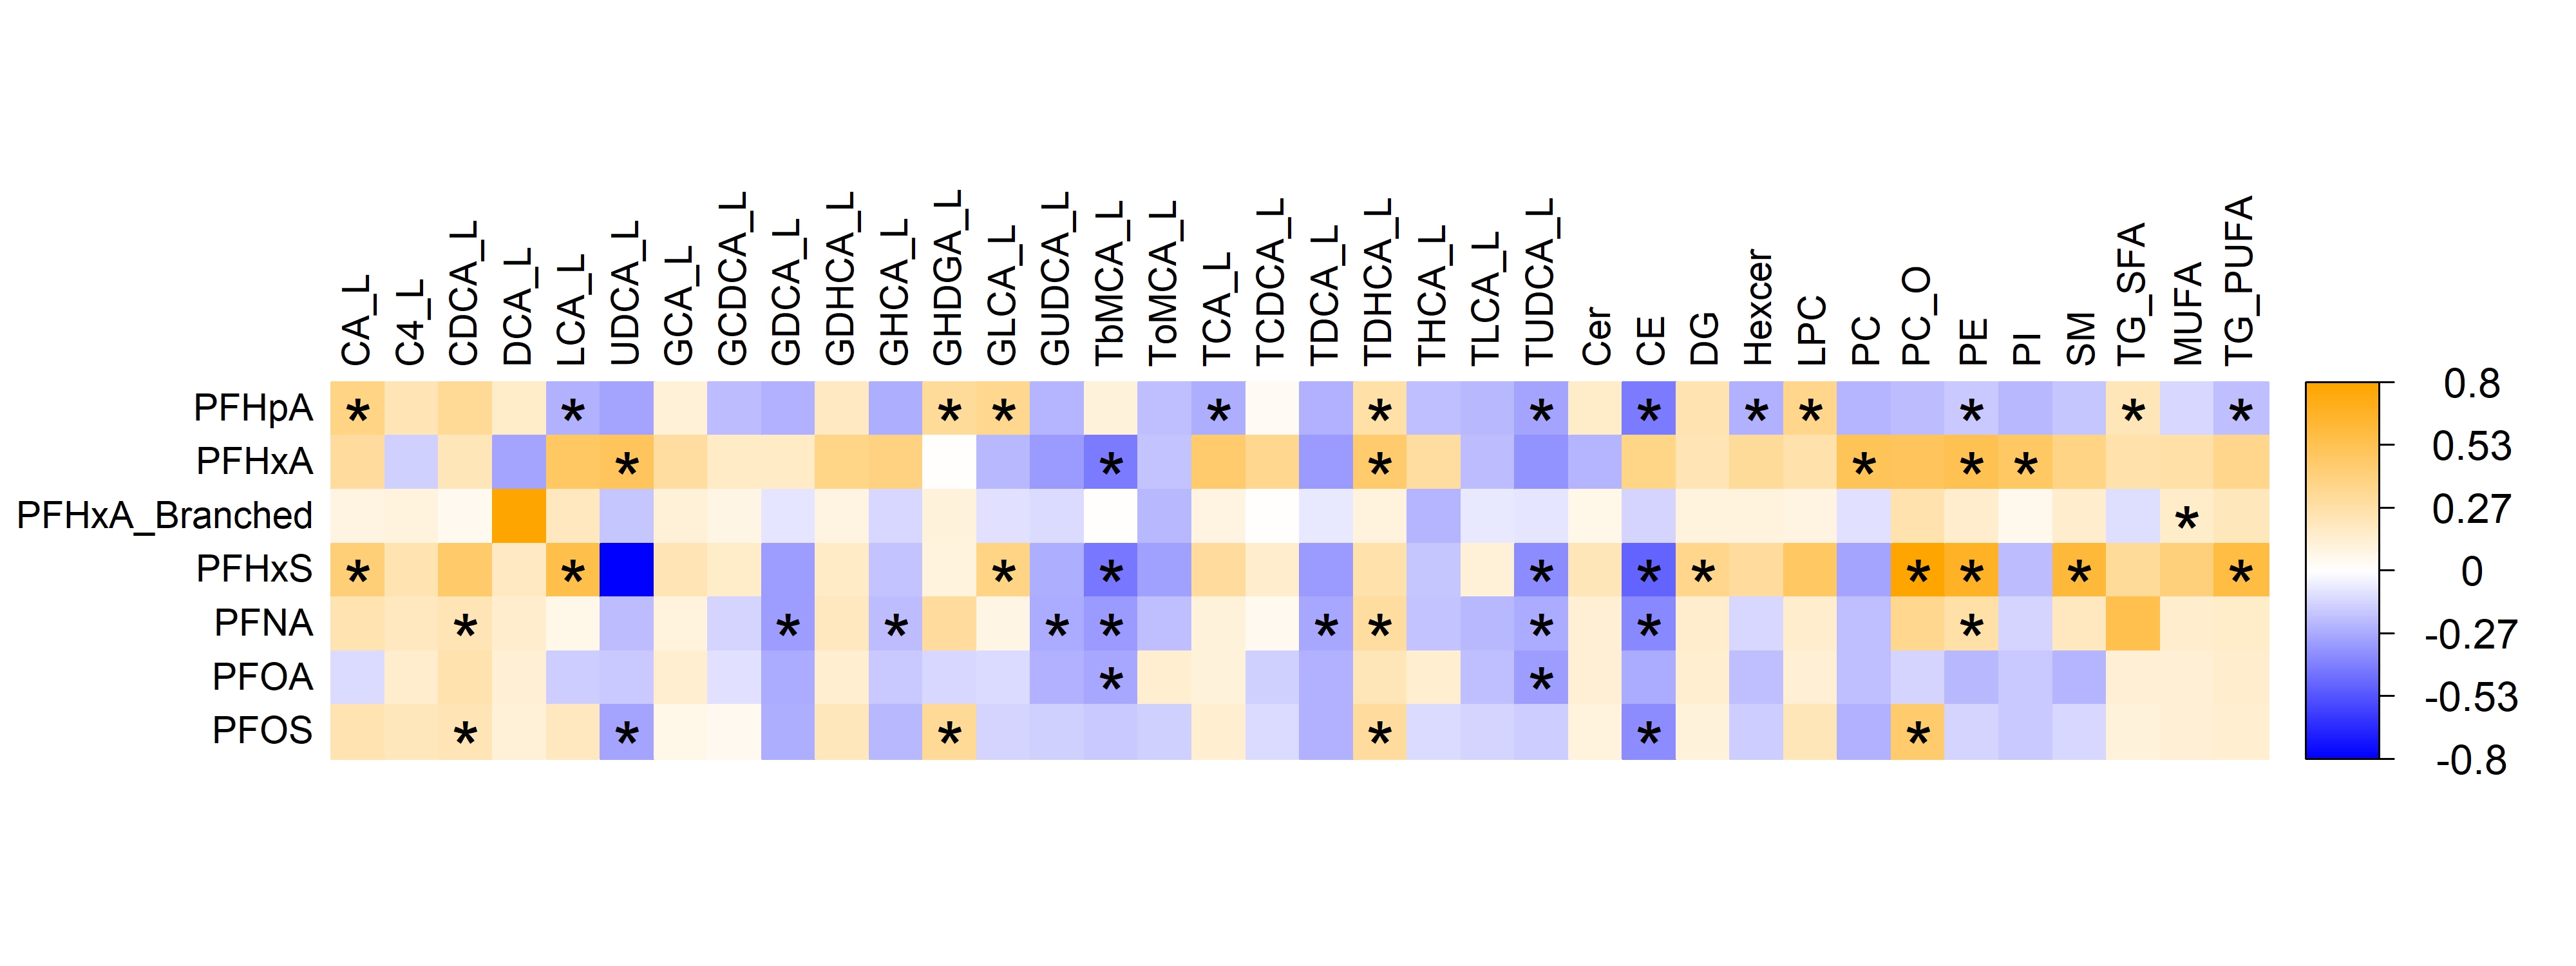 CA_L
C4_L
CDCA_L
DCA_L
LCA_L
UDCA_L
GCA_L
GCDCA_L
GDCA_L
GDHCA_L
GHCA_L
GHDGA_L
GLCA_L
GUDCA_L
TbMCA_L
ToMCA_L
TCA_L
TCDCA_L
TDCA_L
TDHCA_L
THCA_L
TLCA_L
TUDCA_L
Cer
CE
DG
Hexcer
LPC
PC
PC_O
PE
PI
SM
TG_SFA
MUFA
TG_PUFA
PFHpA * * * * * * * * * * * * *
PFHxA * * * * * *
PFHxA_Branched *
PFHxS * * * * * * * * * * *
PFNA * * * * * * * * *
PFOA * *
PFOS * * * * * *
0.8
0.53
0.27
0
-0.27
-0.53
-0.8